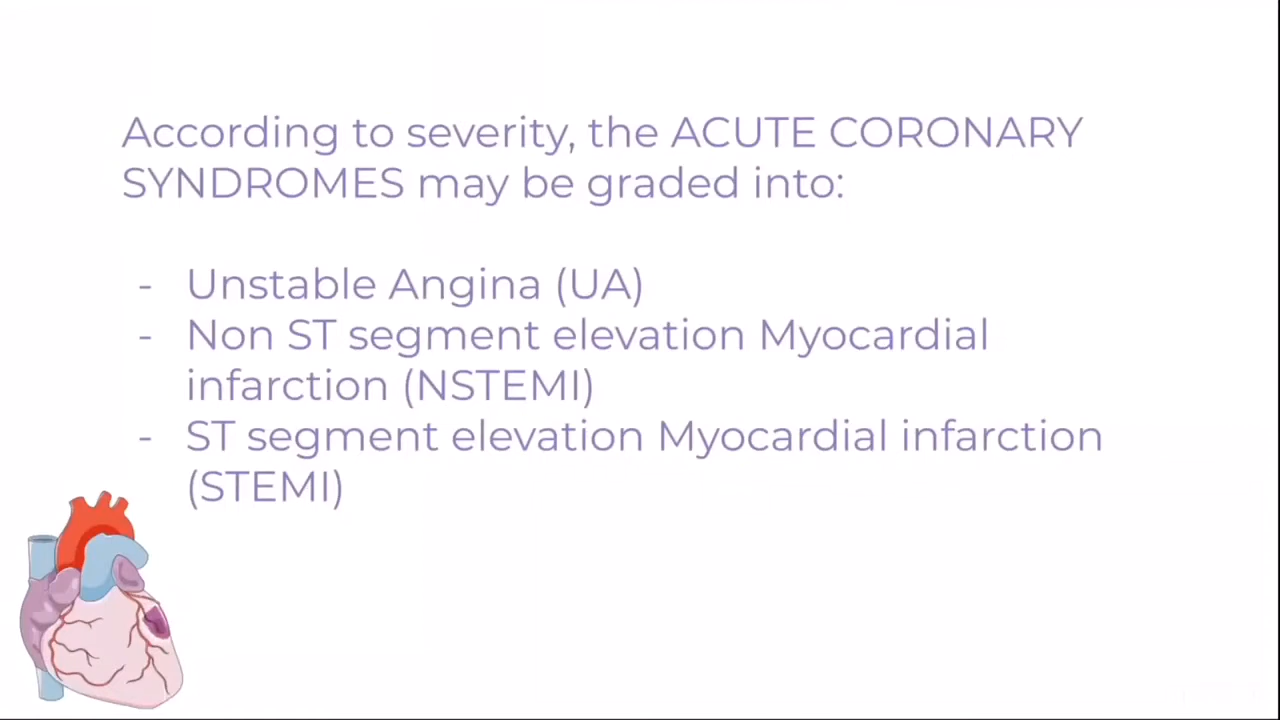 According to severity, the ACUTE CORONARY
SYNDROMES may be graded into:
- Unstable Angina (UA)
- Non ST segment elevation Myocardial
infarction (NSTEMI)
- ST segment elevation Myocardial infarction
(STEMI)